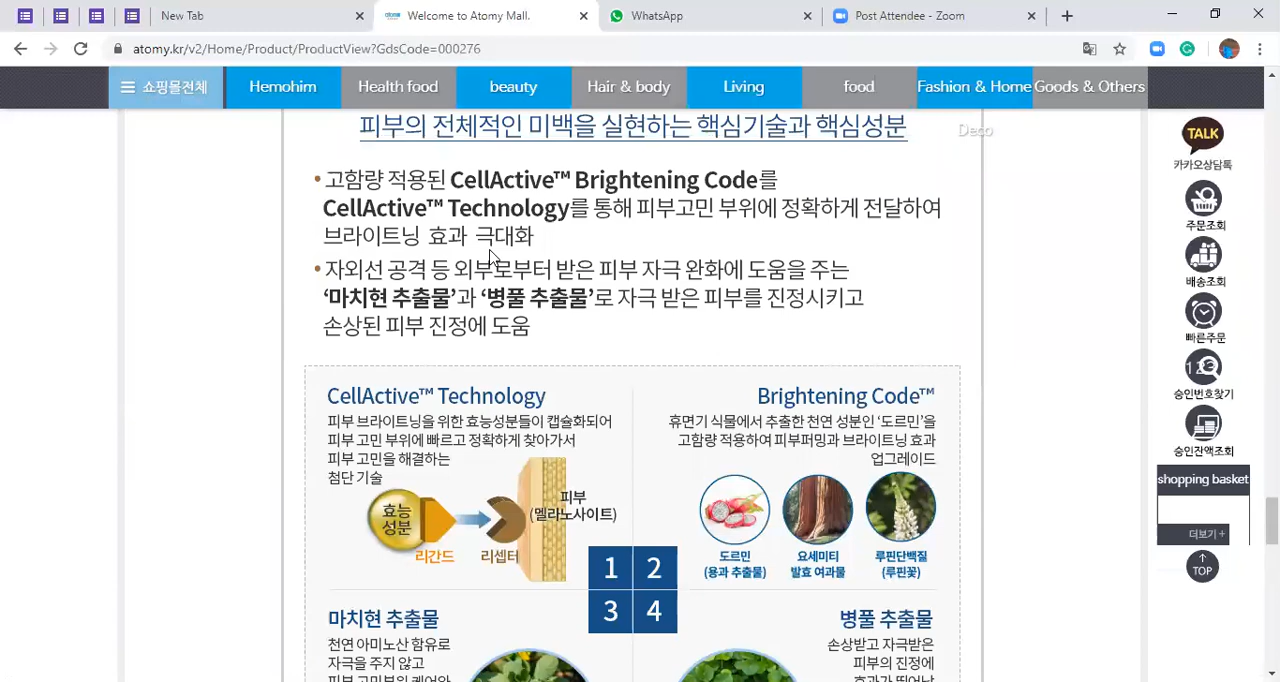 New Tab
Welcome to Atomy Mall.
WhatsApp
Post Attendee - Zoom
atomy.kr/v2/Home/Product/ProductView?GdsCode=000276
쇼핑몰전체
Hemohim
Health food
beauty
Hair & body
Living
food
Fashion & Home
Deco
Goods & Others
피부의 전체적인 미백을 실현하는 핵심기술과 핵심성분
•고함량 적용된 CellActive™ Brightening Code를
CellActive™ Technology를 통해 피부고민 부위에 정확하게 전달하여
브라이트닝 효과 극대화
•자외선 공격 등 외부로부터 받은 피부 자극 완화에 도움을 주는
‘마치현 추출물’과 ‘병풀 추출물’로 자극 받은 피부를 진정시키고
손상된 피부 진정에 도움
CellActive™ Technology
피부 브라이트닝을 위한 효능성분들이 캡슐화되어
피부 고민 부위에 빠르고 정확하게 찾아가서
피부 고민을 해결하는
첨단 기술
효능
성분
리간드
리셉터
피부
(멜라노사이트)
Brightening Code™
휴면기 식물에서 추출한 천연 성분인 ‘도르민’을
고함량 적용하여 피부퍼밍과 브라이트닝 효과
업그레이드
도르민
(용과 추출물)
요세미티
발효 여과물
루핀단백질
(루핀꽃)
1 2
3 4
마치현 추출물
천연 아미노산 함유로
자극을 주지 않고
피부 고민부위 케어와
병풀 추출물
손상받고 자극받은
피부의 진정에
효과가 뛰어난
TALK
카카오상담톡
주문조회
배송조회
빠른주문
123
승인번호찾기
승인잔액조회
shopping basket
더보기 +
TOP